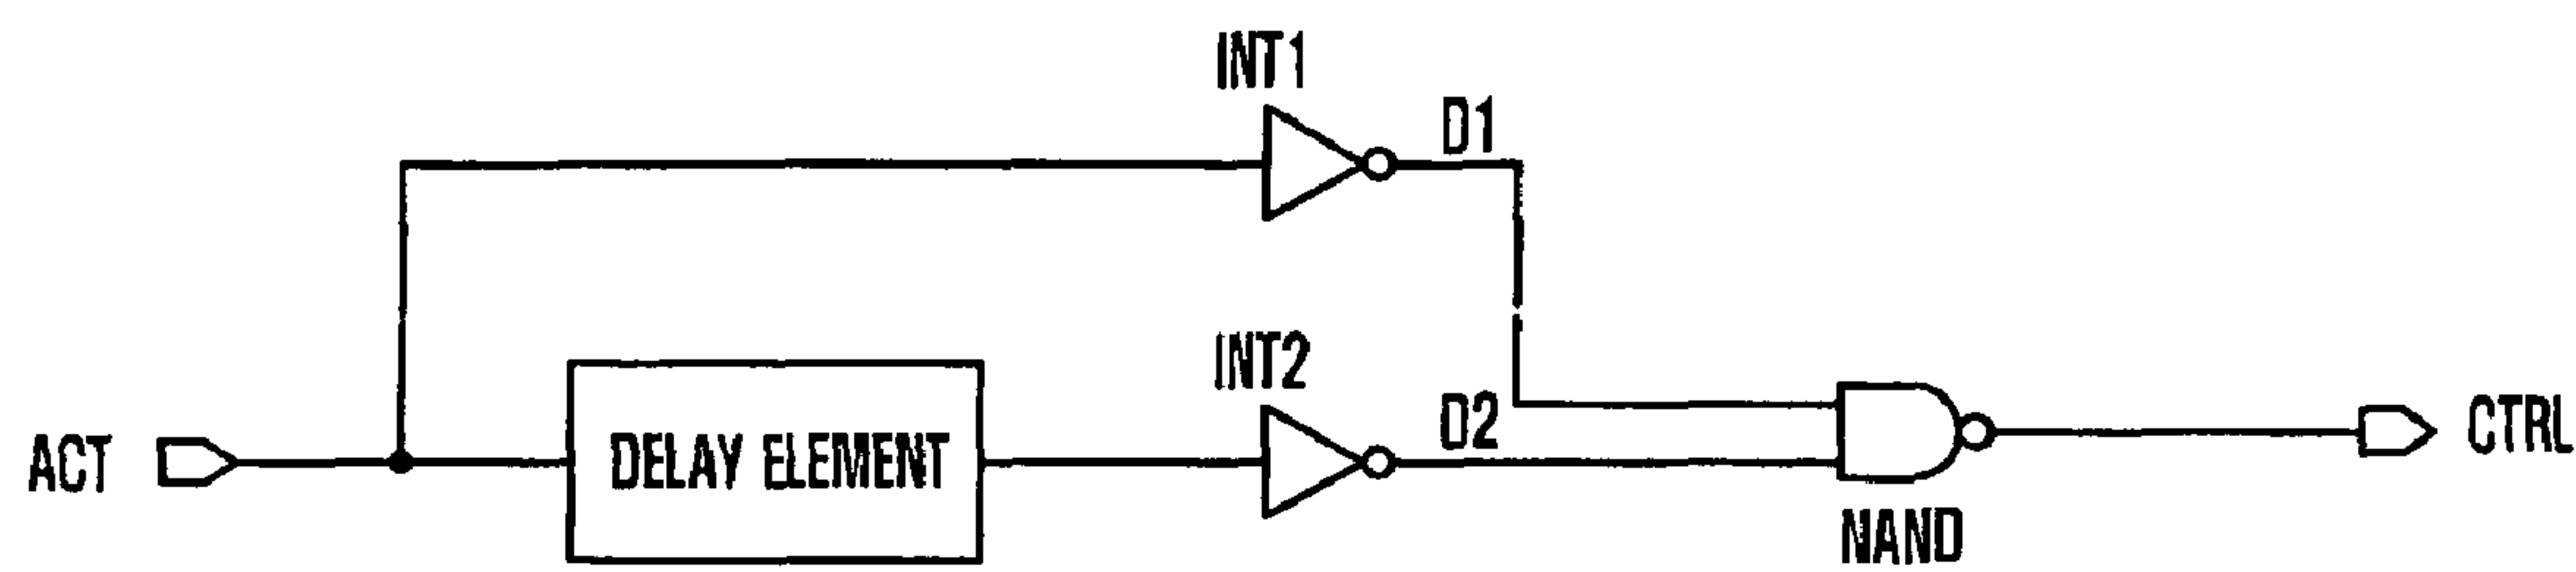 INT1
D1
INT2
D2
ACT
DELAY ELEMENT
CTRL
NAND